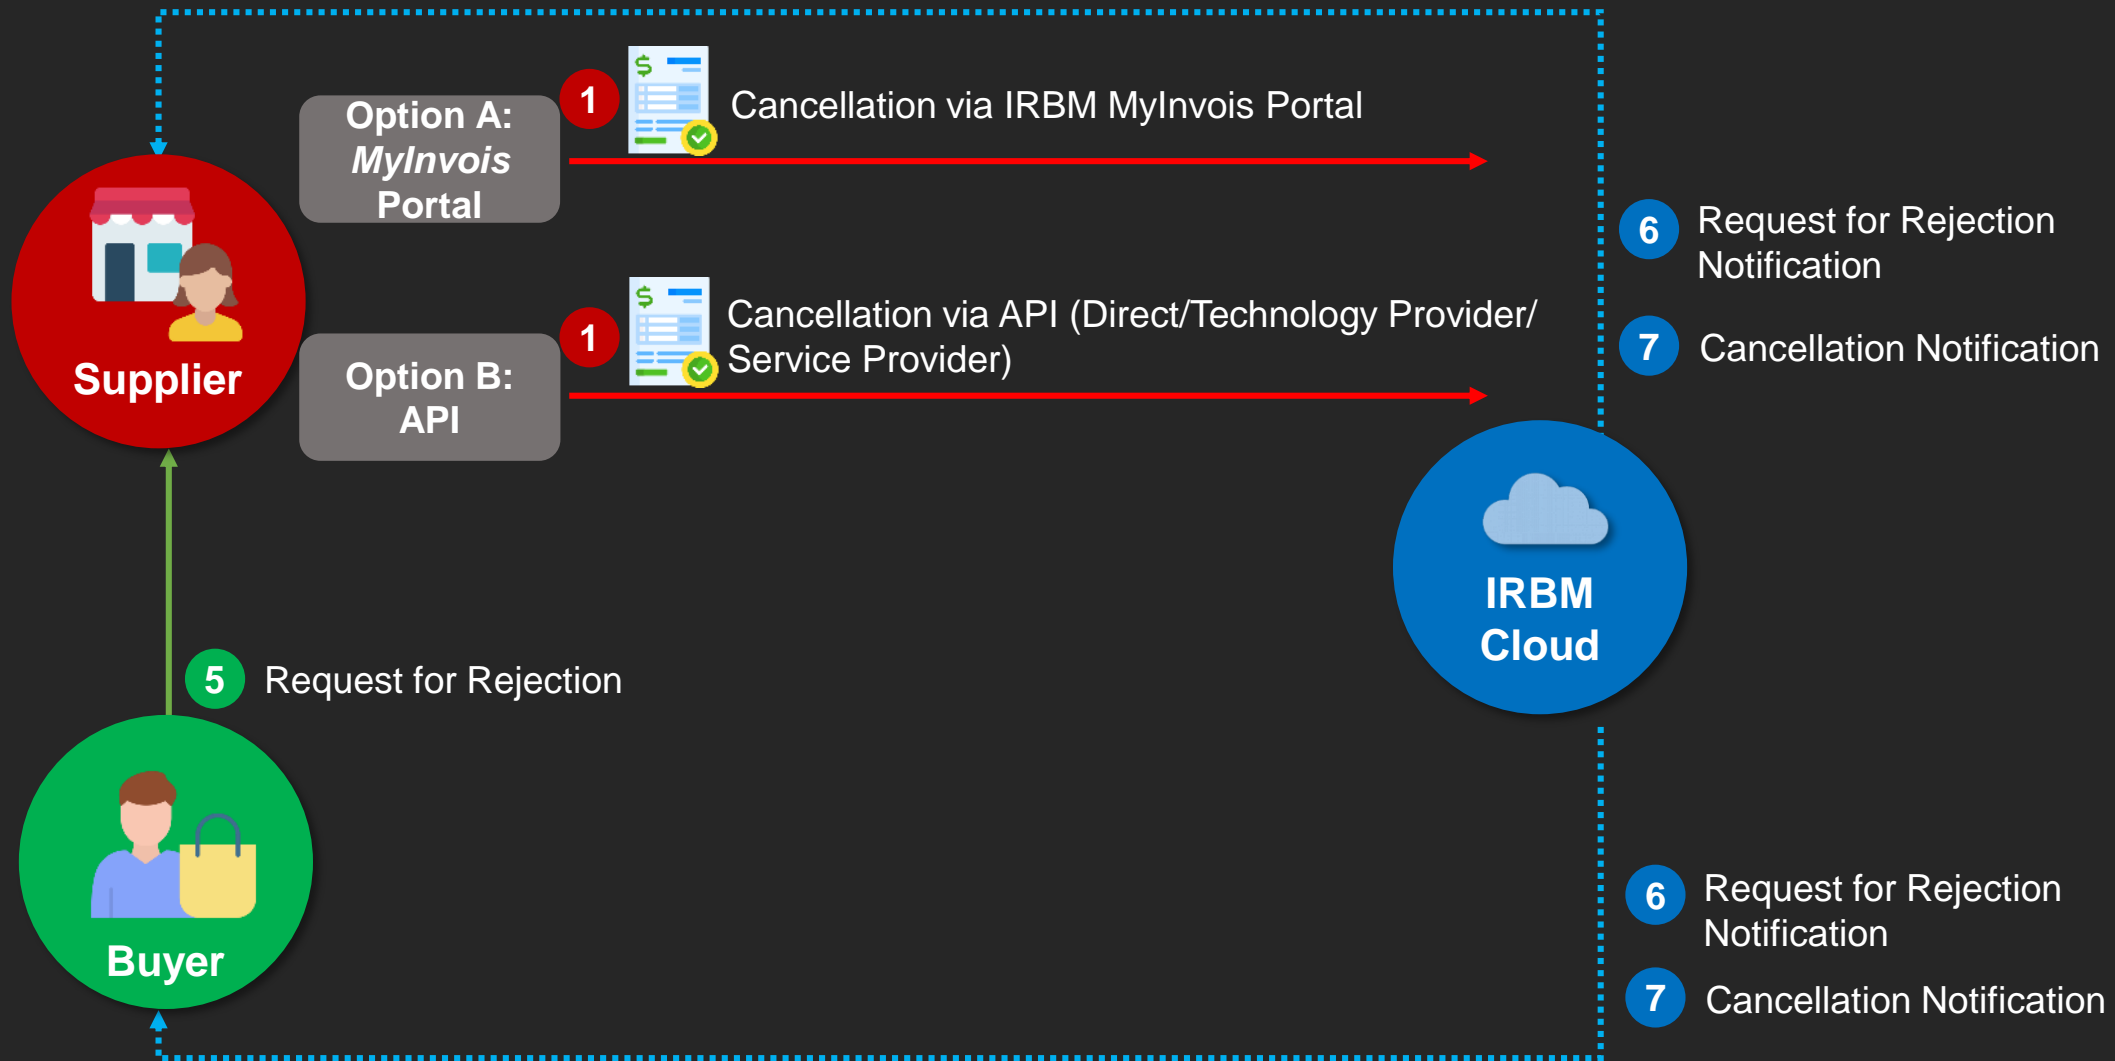 Option A:
MyInvois
Portal
1
Cancellation via IRBM MyInvois Portal
Supplier
Option B:
API
1
Cancellation via API (Direct/Technology Provider/
Service Provider)
6
Request for Rejection
Notification
7
Cancellation Notification
IRBM
Cloud
5
Request for Rejection
Buyer
6
Request for Rejection
Notification
7
Cancellation Notification